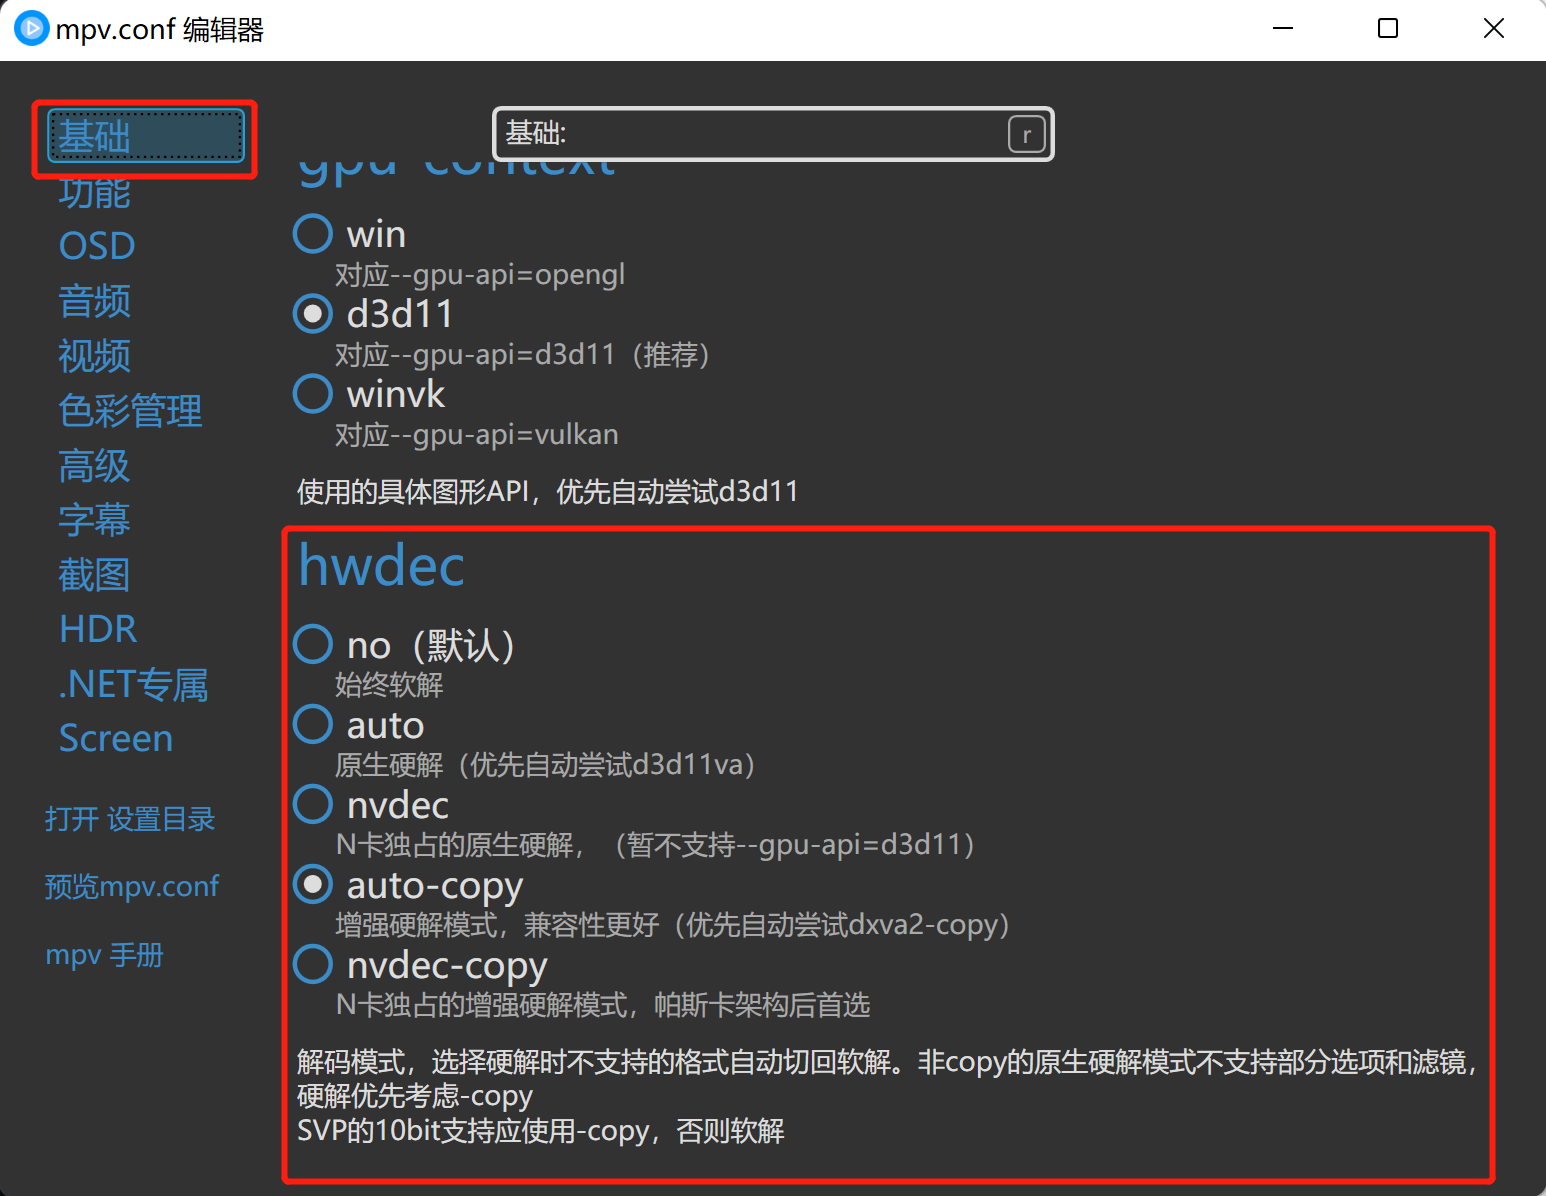 mpv.conf 编辑器
基础
功能
OSD
音频
视频
色彩管理
高级
字幕
截图
HDR
.NET专属
Screen
打开 设置目录
预览mpv.conf
mpv 手册
基础:
r
gpu-context
win
对应--gpu-api=opengl
d3d11
对应--gpu-api=d3d11（推荐）
winvk
对应--gpu-api=vulkan
使用的具体图形API，优先自动尝试d3d11
hwdec
no（默认）
始终软解
auto
原生硬解（优先自动尝试d3d11va）
nvdec
N卡独占的原生硬解，（暂不支持--gpu-api=d3d11）
auto-copy
增强硬解模式，兼容性更好（优先自动尝试dxva2-copy）
nvdec-copy
N卡独占的增强硬解模式，帕斯卡架构后首选
解码模式，选择硬解时不支持的格式自动切回软解。非copy的原生硬解模式不支持部分选项和滤镜，
硬解优先考虑-copy
SVP的10bit支持应使用-copy，否则软解